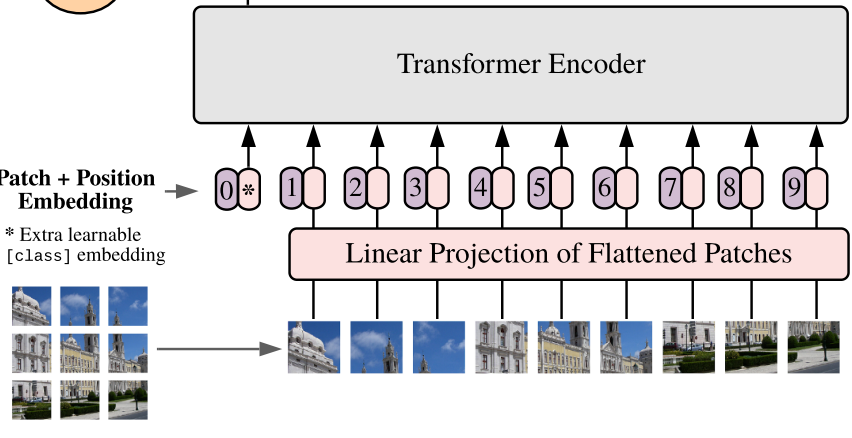 Transformer Encoder
Patch + Position
Embedding
0 * 1 2 3 4 5 6 7 8 9
* Extra learnable
[class] embedding
Linear Projection of Flattened Patches